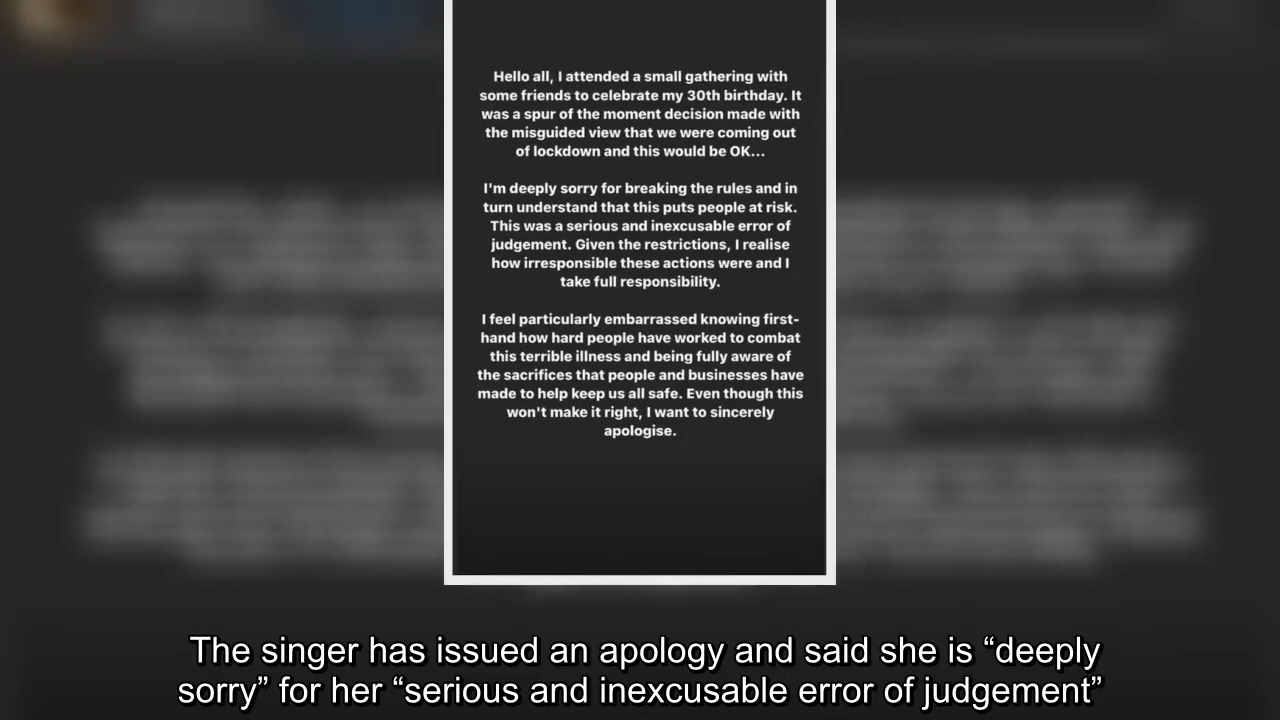 Hello all, I attended a small gathering with
some friends to celebrate my 30th birthday. It
was a spur of the moment decision made with
the misguided view that we were coming out
of lockdown and this would be OK...
I'm deeply sorry for breaking the rules and in
turn understand that this puts people at risk.
This was a serious and inexcusable error of
judgement. Given the restrictions, I realise
how irresponsible these actions were and I
take full responsibility.
I feel particularly embarrassed knowing first-
hand how hard people have worked to combat
this terrible illness and being fully aware of
the sacrifices that people and businesses have
made to help keep us all safe. Even though this
won't make it right, I want to sincerely
apologise.
The singer has issued an apology and said she is “deeply
sorry” for her “serious and inexcusable error of judgement”